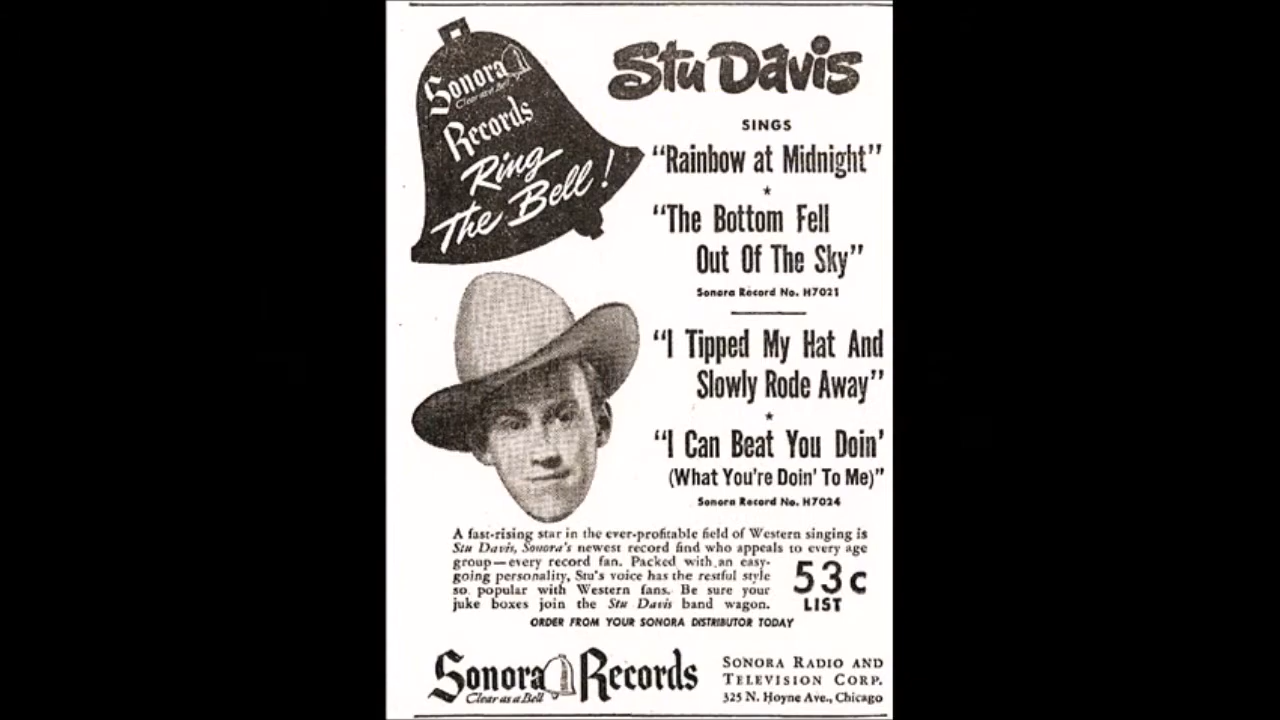 Sonora
Clear as a Bell
Records
Ring
The Bell!
Stu Davis
SINGS
“Rainbow at Midnight”
*
“The Bottom Fell
Out Of The Sky”
Sonora Record No. H7021
“I Tipped My Hat And
Slowly Rode Away”
*
“I Can Beat You Doin’
(What You're Doin' To Me)”
Sonora Record No. H7024
A fast-rising star in the ever-profitable field of Western singing is
Stu Davis, Sonora's newest record find who appeals to every age
group—every record fan. Packed with an easy-
going personality, Stu's voice has the restful style
so popular with Western fans. Be sure your
juke boxes join the Stu Davis band wagon.
53c
LIST
ORDER FROM YOUR SONORA DISTRIBUTOR TODAY
Sonora Records
Clear as a Bell
SONORA RADIO AND
TELEVISION CORP.
325 N. Hoyne Ave., Chicago